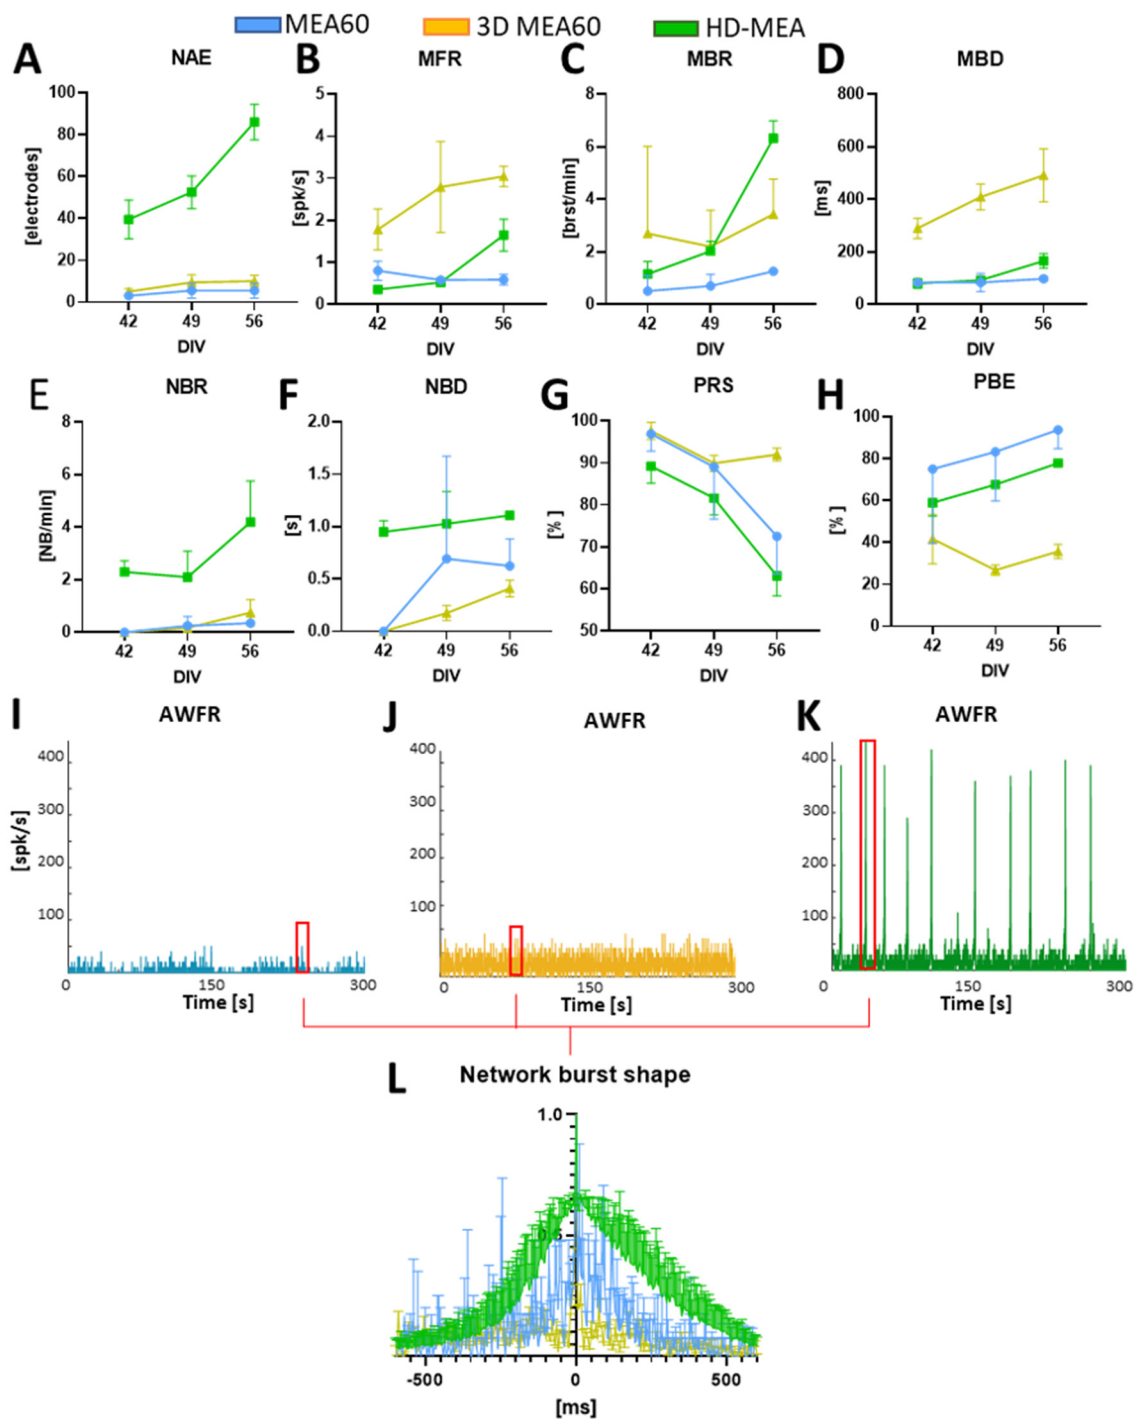 MEA60 3D MEA60 HD-MEA
A NAE B MFR C MBR D MBD
[electrodes] 100 80 60 40 20 0
[spk/s] 5 4 3 2 1 0
[brst/min] 8 6 4 2 0
[ms] 800 600 400 200 0
42 49 56 42 49 56 42 49 56 42 49 56
DIV DIV DIV DIV
E NBR F NBD G PRS H PBE
[NB/min] 8 6 4 2 0
[s] 2.0 1.5 1.0 0.5 0.0
[%] 100 90 80 70 60 50
[%] 100 80 60 40 20 0
42 49 56 42 49 56 42 49 56 42 49 56
DIV DIV DIV DIV
I AWFR J AWFR K AWFR
[spk/s] 400 300 200 100
400 300 200 100
400 300 200 100
0 150 300 0 150 300 0 150 300
Time [s] Time [s] Time [s]
L Network burst shape
1.0
0.5
-500 0 500
[ms]